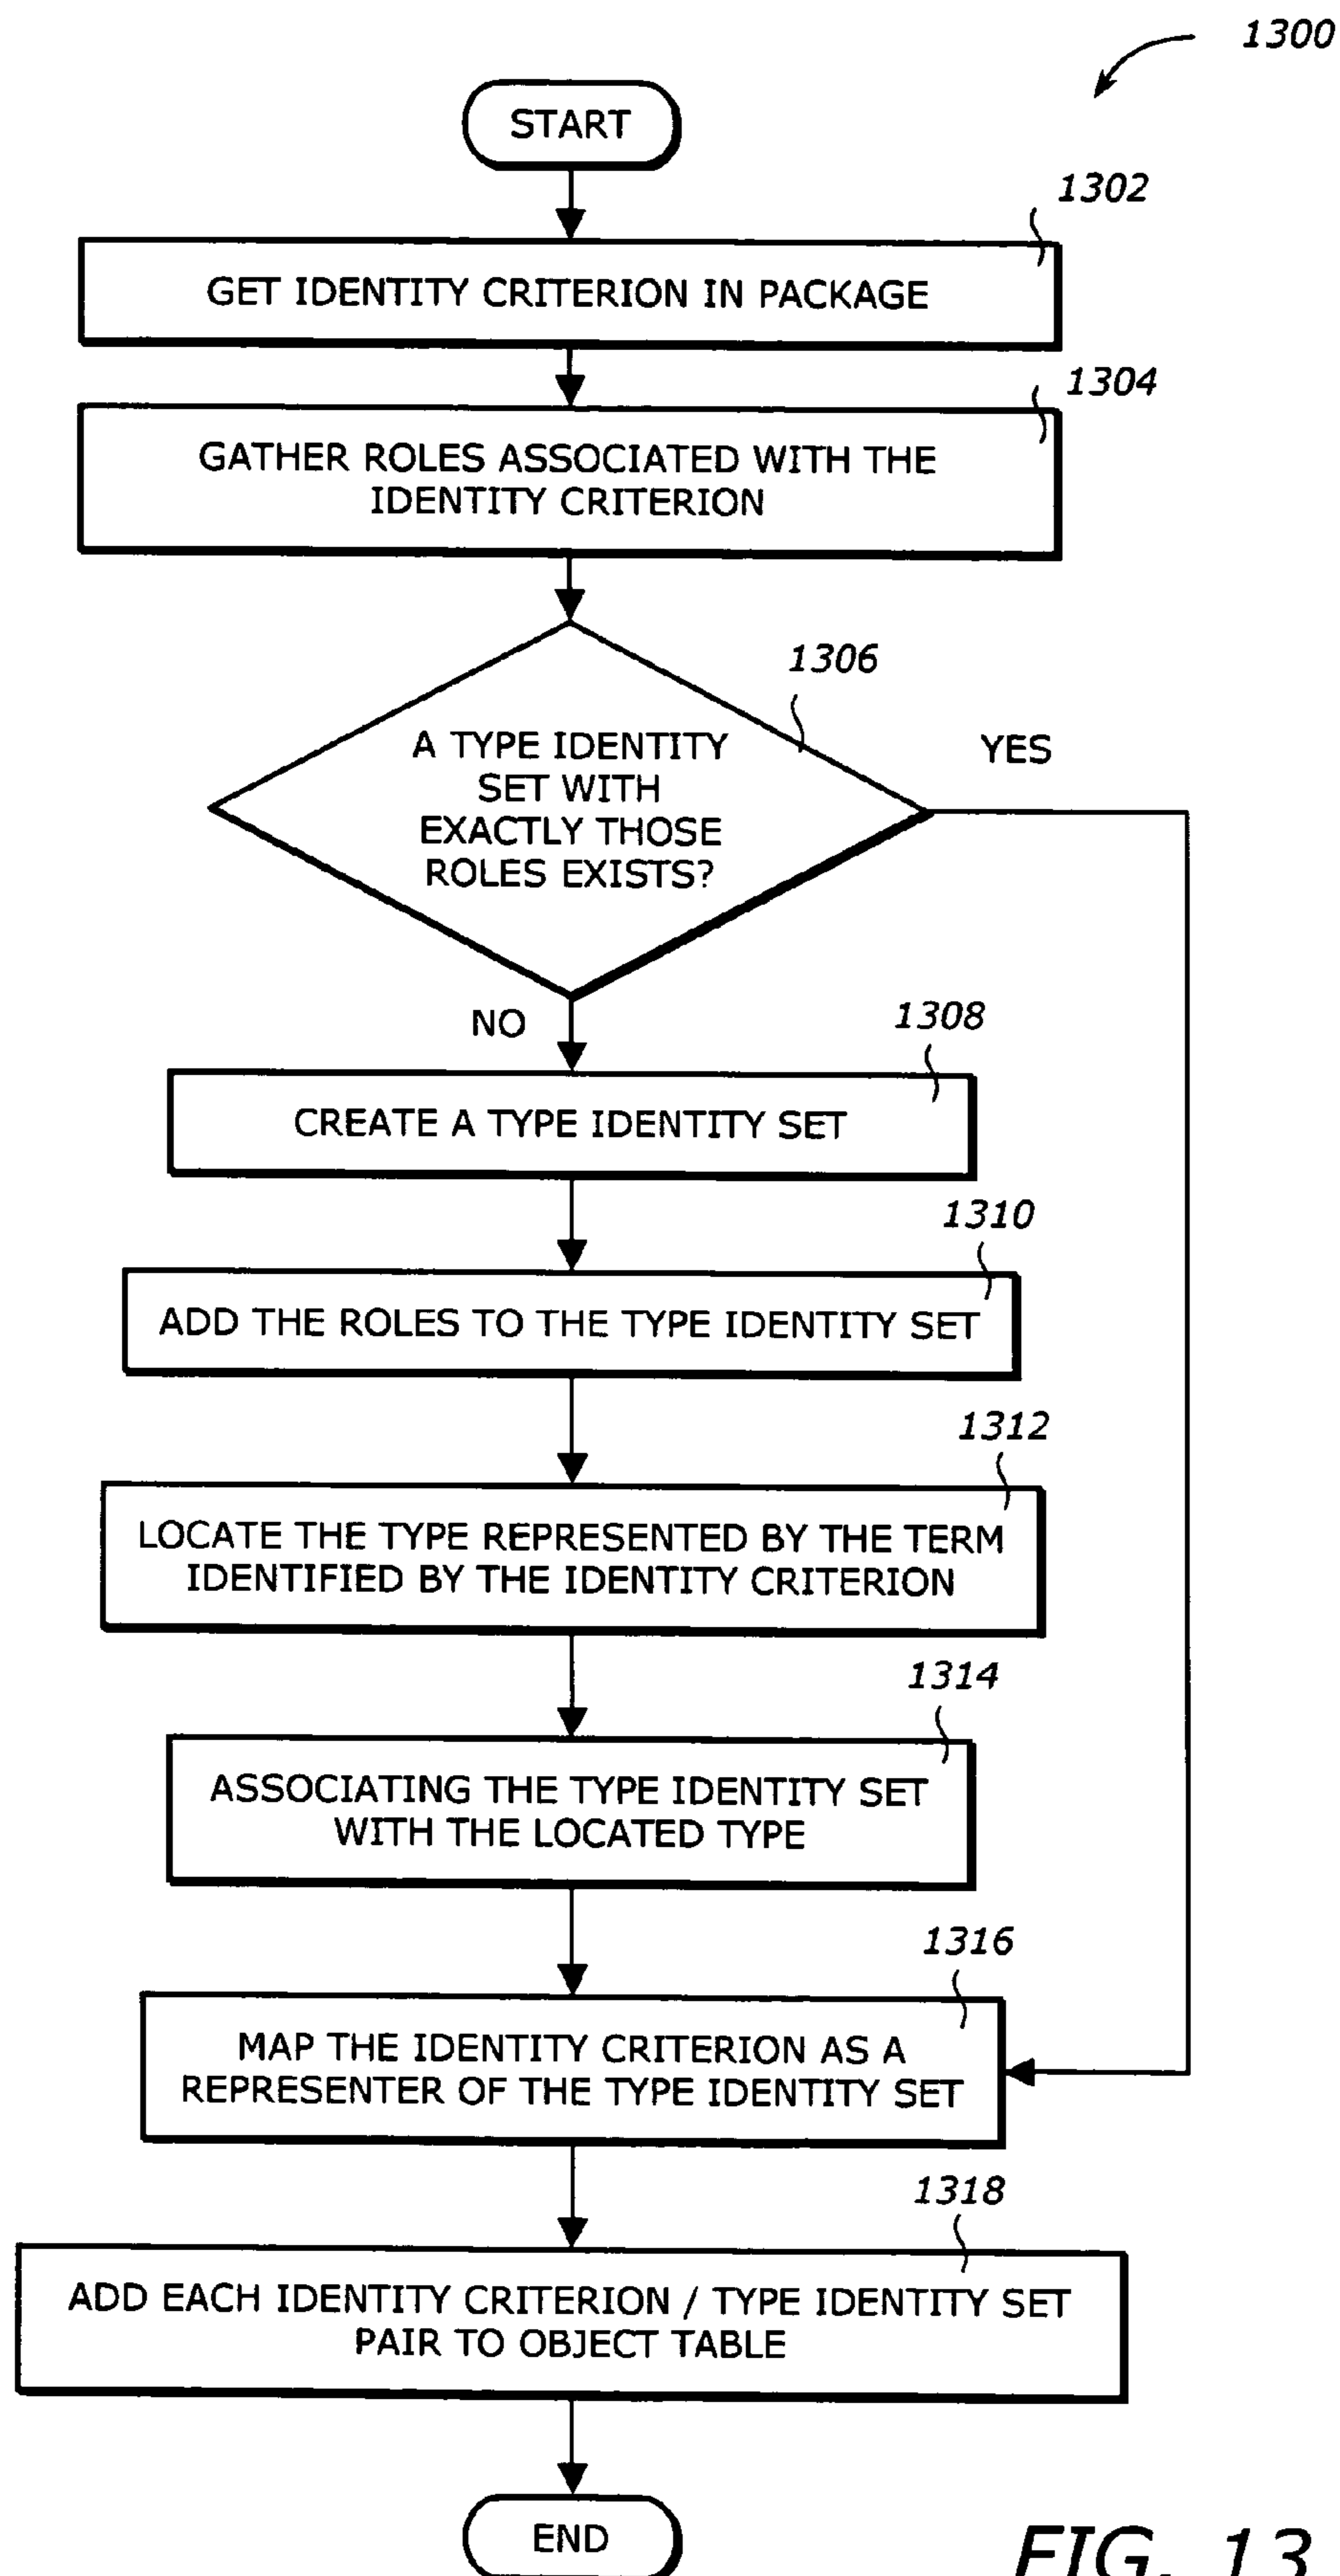 1300
START
1302
GET IDENTITY CRITERION IN PACKAGE
1304
GATHER ROLES ASSOCIATED WITH THE
IDENTITY CRITERION
1306
A TYPE IDENTITY
SET WITH
EXACTLY THOSE
ROLES EXISTS?
YES
NO
1308
CREATE A TYPE IDENTITY SET
1310
ADD THE ROLES TO THE TYPE IDENTITY SET
1312
LOCATE THE TYPE REPRESENTED BY THE TERM
IDENTIFIED BY THE IDENTITY CRITERION
1314
ASSOCIATING THE TYPE IDENTITY SET
WITH THE LOCATED TYPE
1316
MAP THE IDENTITY CRITERION AS A
REPRESENTER OF THE TYPE IDENTITY SET
1318
ADD EACH IDENTITY CRITERION / TYPE IDENTITY SET
PAIR TO OBJECT TABLE
END
FIG. 13